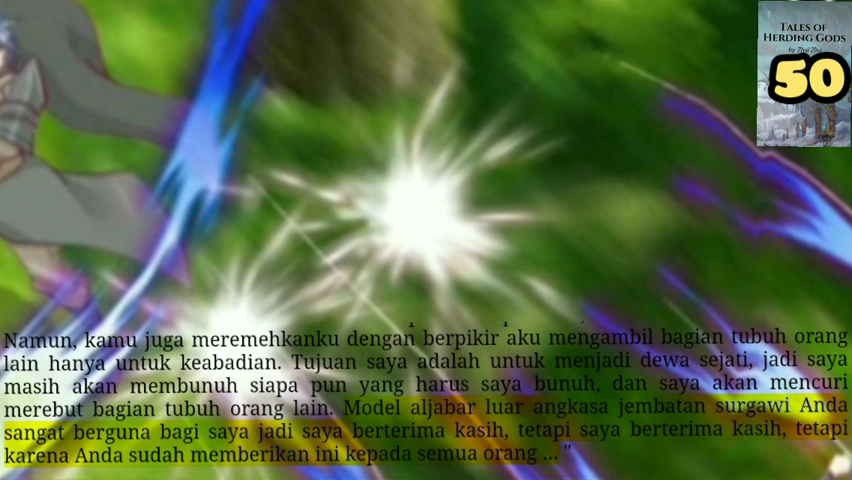 TALES OF
HERDING GODS
by Zhai Zhu
50
Namun, kamu juga meremehkanku dengan berpikir aku mengambil bagian tubuh orang
lain hanya untuk keabadian. Tujuan saya adalah untuk menjadi dewa sejati, jadi saya
masih akan membunuh siapa pun yang harus saya bunuh, dan saya akan mencuri
merebut bagian tubuh orang lain. Model aljabar luar angkasa jembatan surgawi Anda
sangat berguna bagi saya jadi saya berterima kasih, tetapi saya berterima kasih, tetapi
karena Anda sudah memberikan ini kepada semua orang ... "